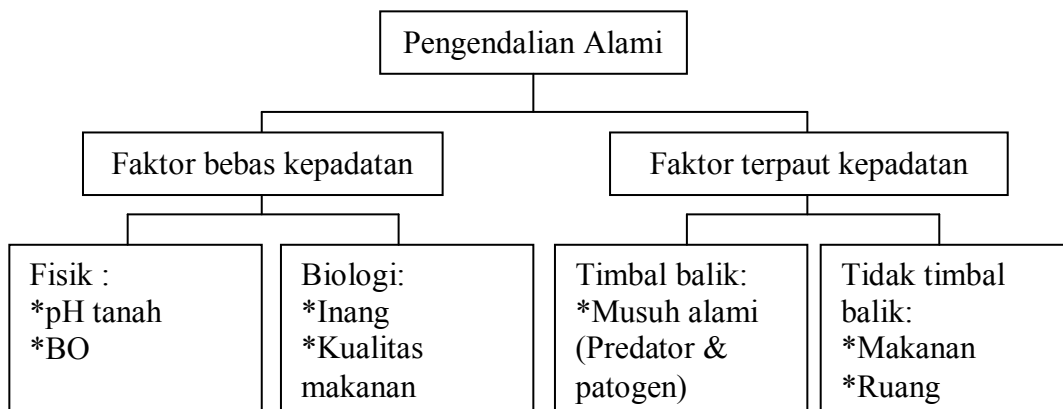 Pengendalian Alami
Faktor bebas kepadatan
Faktor terpaut kepadatan
Fisik :
*pH tanah
*BO
Biologi:
*Inang
*Kualitas
makanan
Timbal balik:
*Musuh alami
(Predator &
patogen)
Tidak timbal
balik:
*Makanan
*Ruang